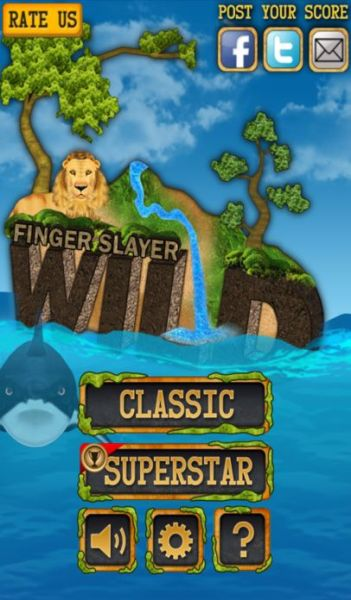 RATE US
POST YOUR SCORE
f
t
FINGER SLAYER
WILD
CLASSIC
SUPERSTAR
?